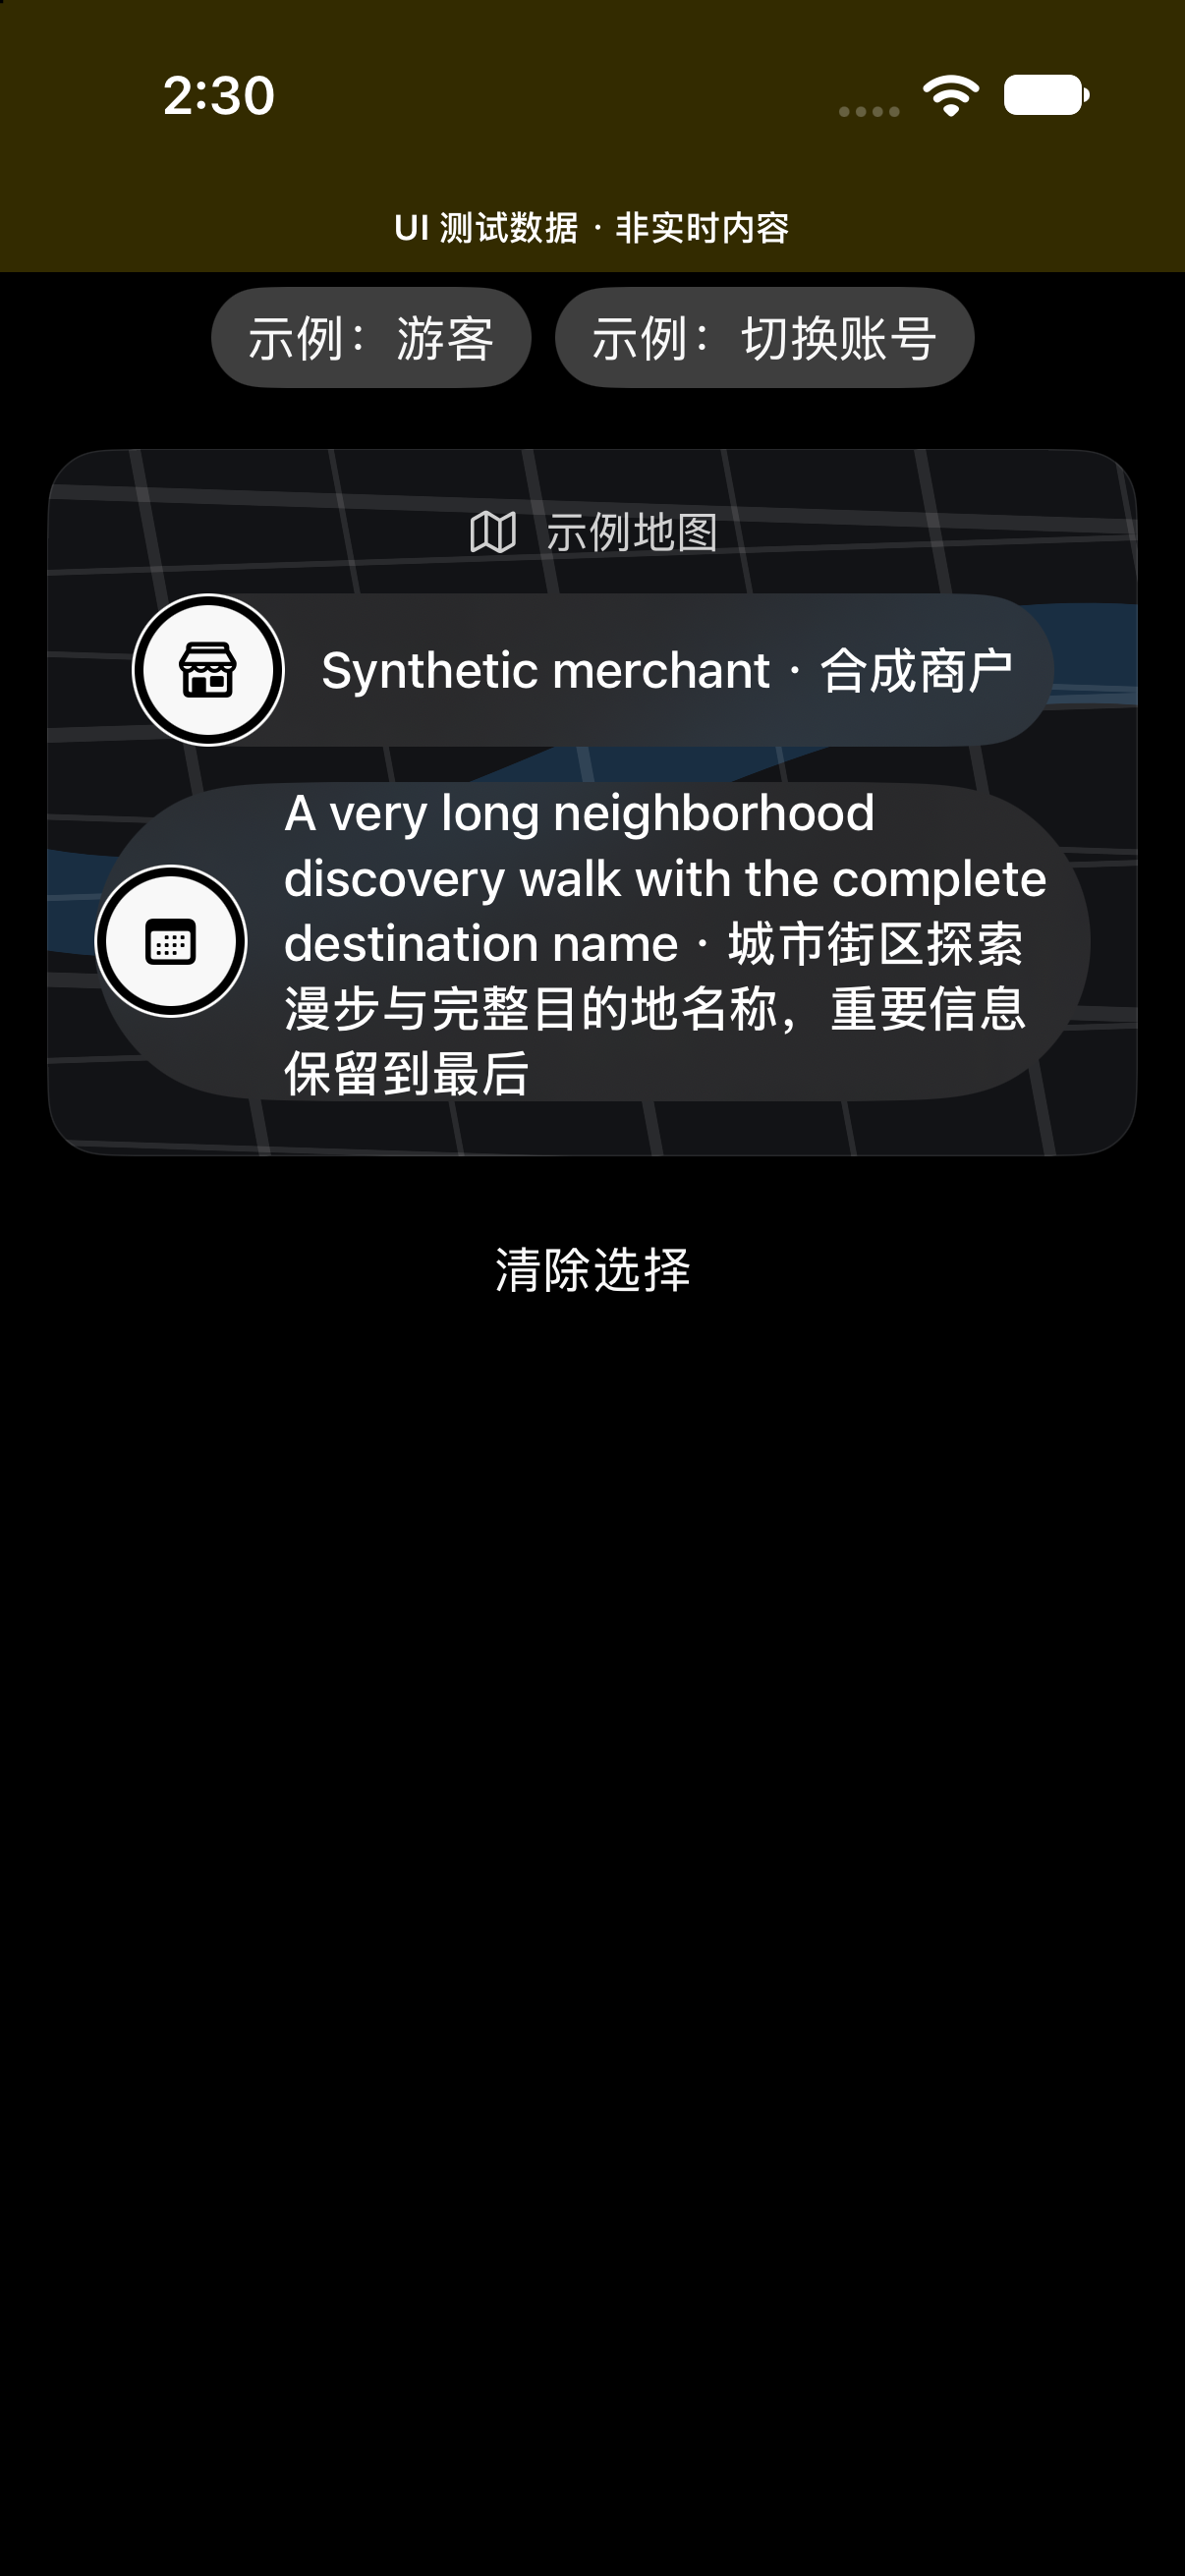 2:30
UI 测试数据 · 非实时内容
示例：游客
示例：切换账号
示例地图
Synthetic merchant · 合成商户
A very long neighborhood
discovery walk with the complete
destination name · 城市街区探索
漫步与完整目的地名称，重要信息
保留到最后
清除选择